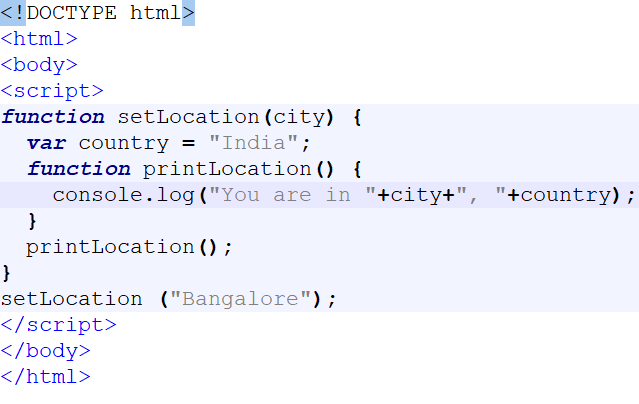 <!DOCTYPE html>
<html>
<body>
<script>
function setLocation(city) {
  var country = "India";
  function printLocation() {
    console.log("You are in "+city+", "+country);
  }
  printLocation();
}
setLocation ("Bangalore");
</script>
</body>
</html>